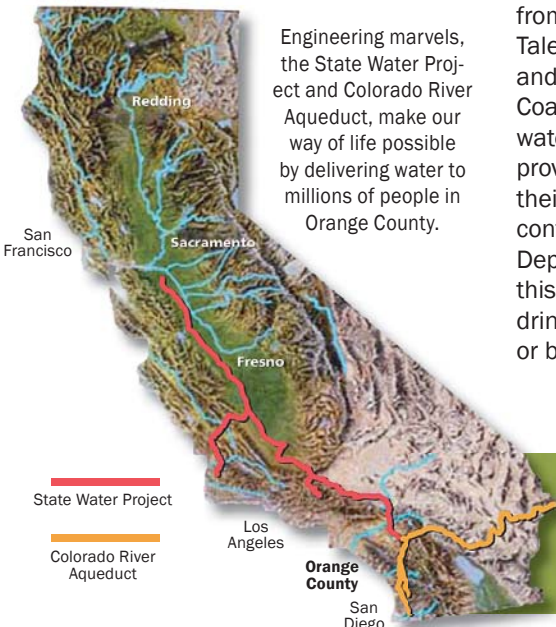 Engineering marvels,
the State Water Proj-
ect and Colorado River
Aqueduct, make our
way of life possible
by delivering water to
millions of people in
Orange County.
Redding
San
Francisco
Sacramento
Fresno
State Water Project
Colorado River
Aqueduct
Los
Angeles
Orange
County
San
Diego
from
Tale
and
Coa
wate
prov
their
con
Dep
this
drin
or b